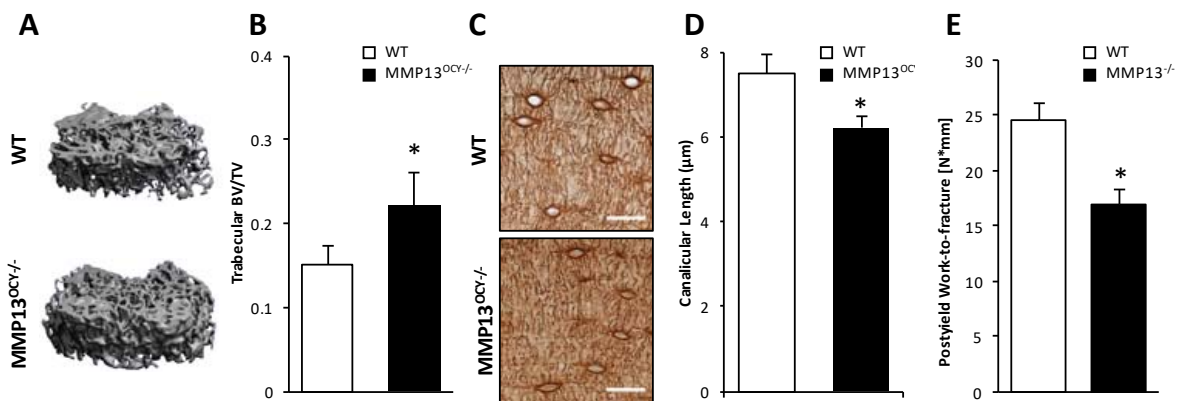 A
WT
MMP13OCY-/-
B
WT
MMP13OCY-/-
Trabecular BV/TV
0.4
0.3
0.2
0.1
0
*
C
WT
MMP13OCY-/-
D
WT
MMP13OC
Canalicular Length (µm)
8
6
4
2
0
*
E
WT
MMP13-/-
Postyield Work-to-fracture [N*mm]
30
25
20
15
10
5
0
*